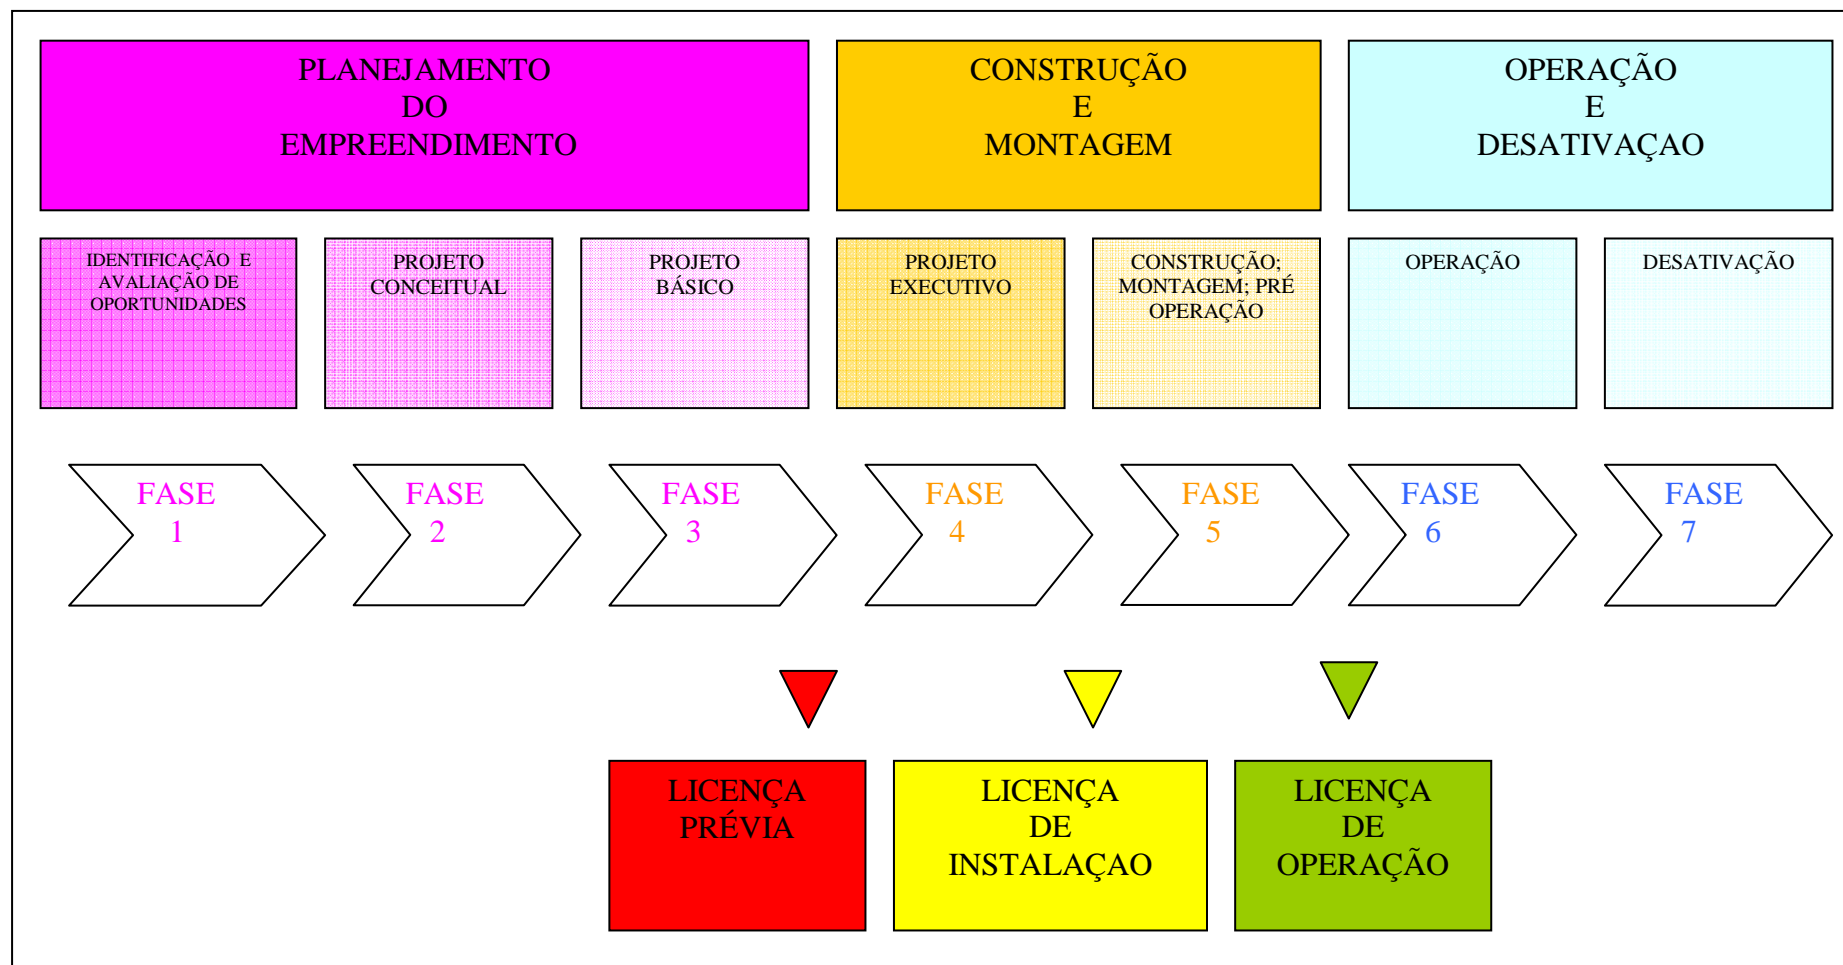 PLANEJAMENTO
DO
EMPREENDIMENTO
CONSTRUÇÃO
E
MONTAGEM
OPERAÇÃO
E
DESATIVAÇAO
IDENTIFICAÇÃO E
AVALIAÇÃO DE
OPORTUNIDADES
PROJETO
CONCEITUAL
PROJETO
BÁSICO
PROJETO
EXECUTIVO
CONSTRUÇÃO;
MONTAGEM; PRÉ
OPERAÇÃO
OPERAÇÃO
DESATIVAÇÃO
FASE
1
FASE
2
FASE
3
FASE
4
FASE
5
FASE
6
FASE
7
LICENÇA
PRÉVIA
LICENÇA
DE
INSTALAÇAO
LICENÇA
DE
OPERAÇÃO